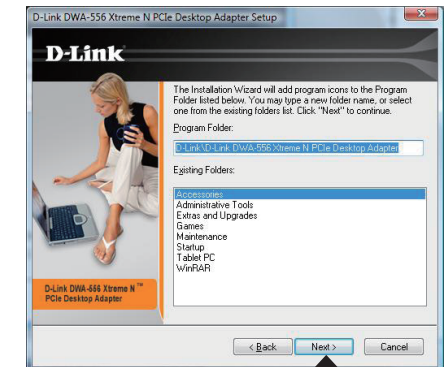 D-Link DWA-556 Xtreme N PCIe Desktop Adapter Setup
D-Link
The Installation Wizard will add program icons to the Program
Folder listed below. You may type a new folder name, or select
one from the existing folders list. Click "Next" to continue.
Program Folder:
D-Link\D-Link DWA-556 Xtreme N PCIe Desktop Adapter
Existing Folders:
Accessories
Administrative Tools
Extras and Upgrades
Games
Maintenance
Startup
Tablet PC
WinRAR
D-Link DWA-556 Xtreme N ™
PCIe Desktop Adapter
< Back
Next >
Cancel